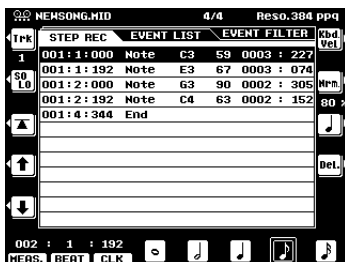 NEWSONG.MID 4/4 Reso.384 ppq
Trk STEP REC EVENT LIST EVENT FILTER Kbd. Vel
1
001:1:000 Note C3 59 0003 : 227
SO LO 001:1:192 Note E3 67 0003 : 074
001:2:000 Note G3 90 0002 : 305 Nrm.
001:2:192 Note C4 63 0002 : 152 80 %
001:4:344 End
Del.
002 : 1 : 192
MEAS. BEAT CLK